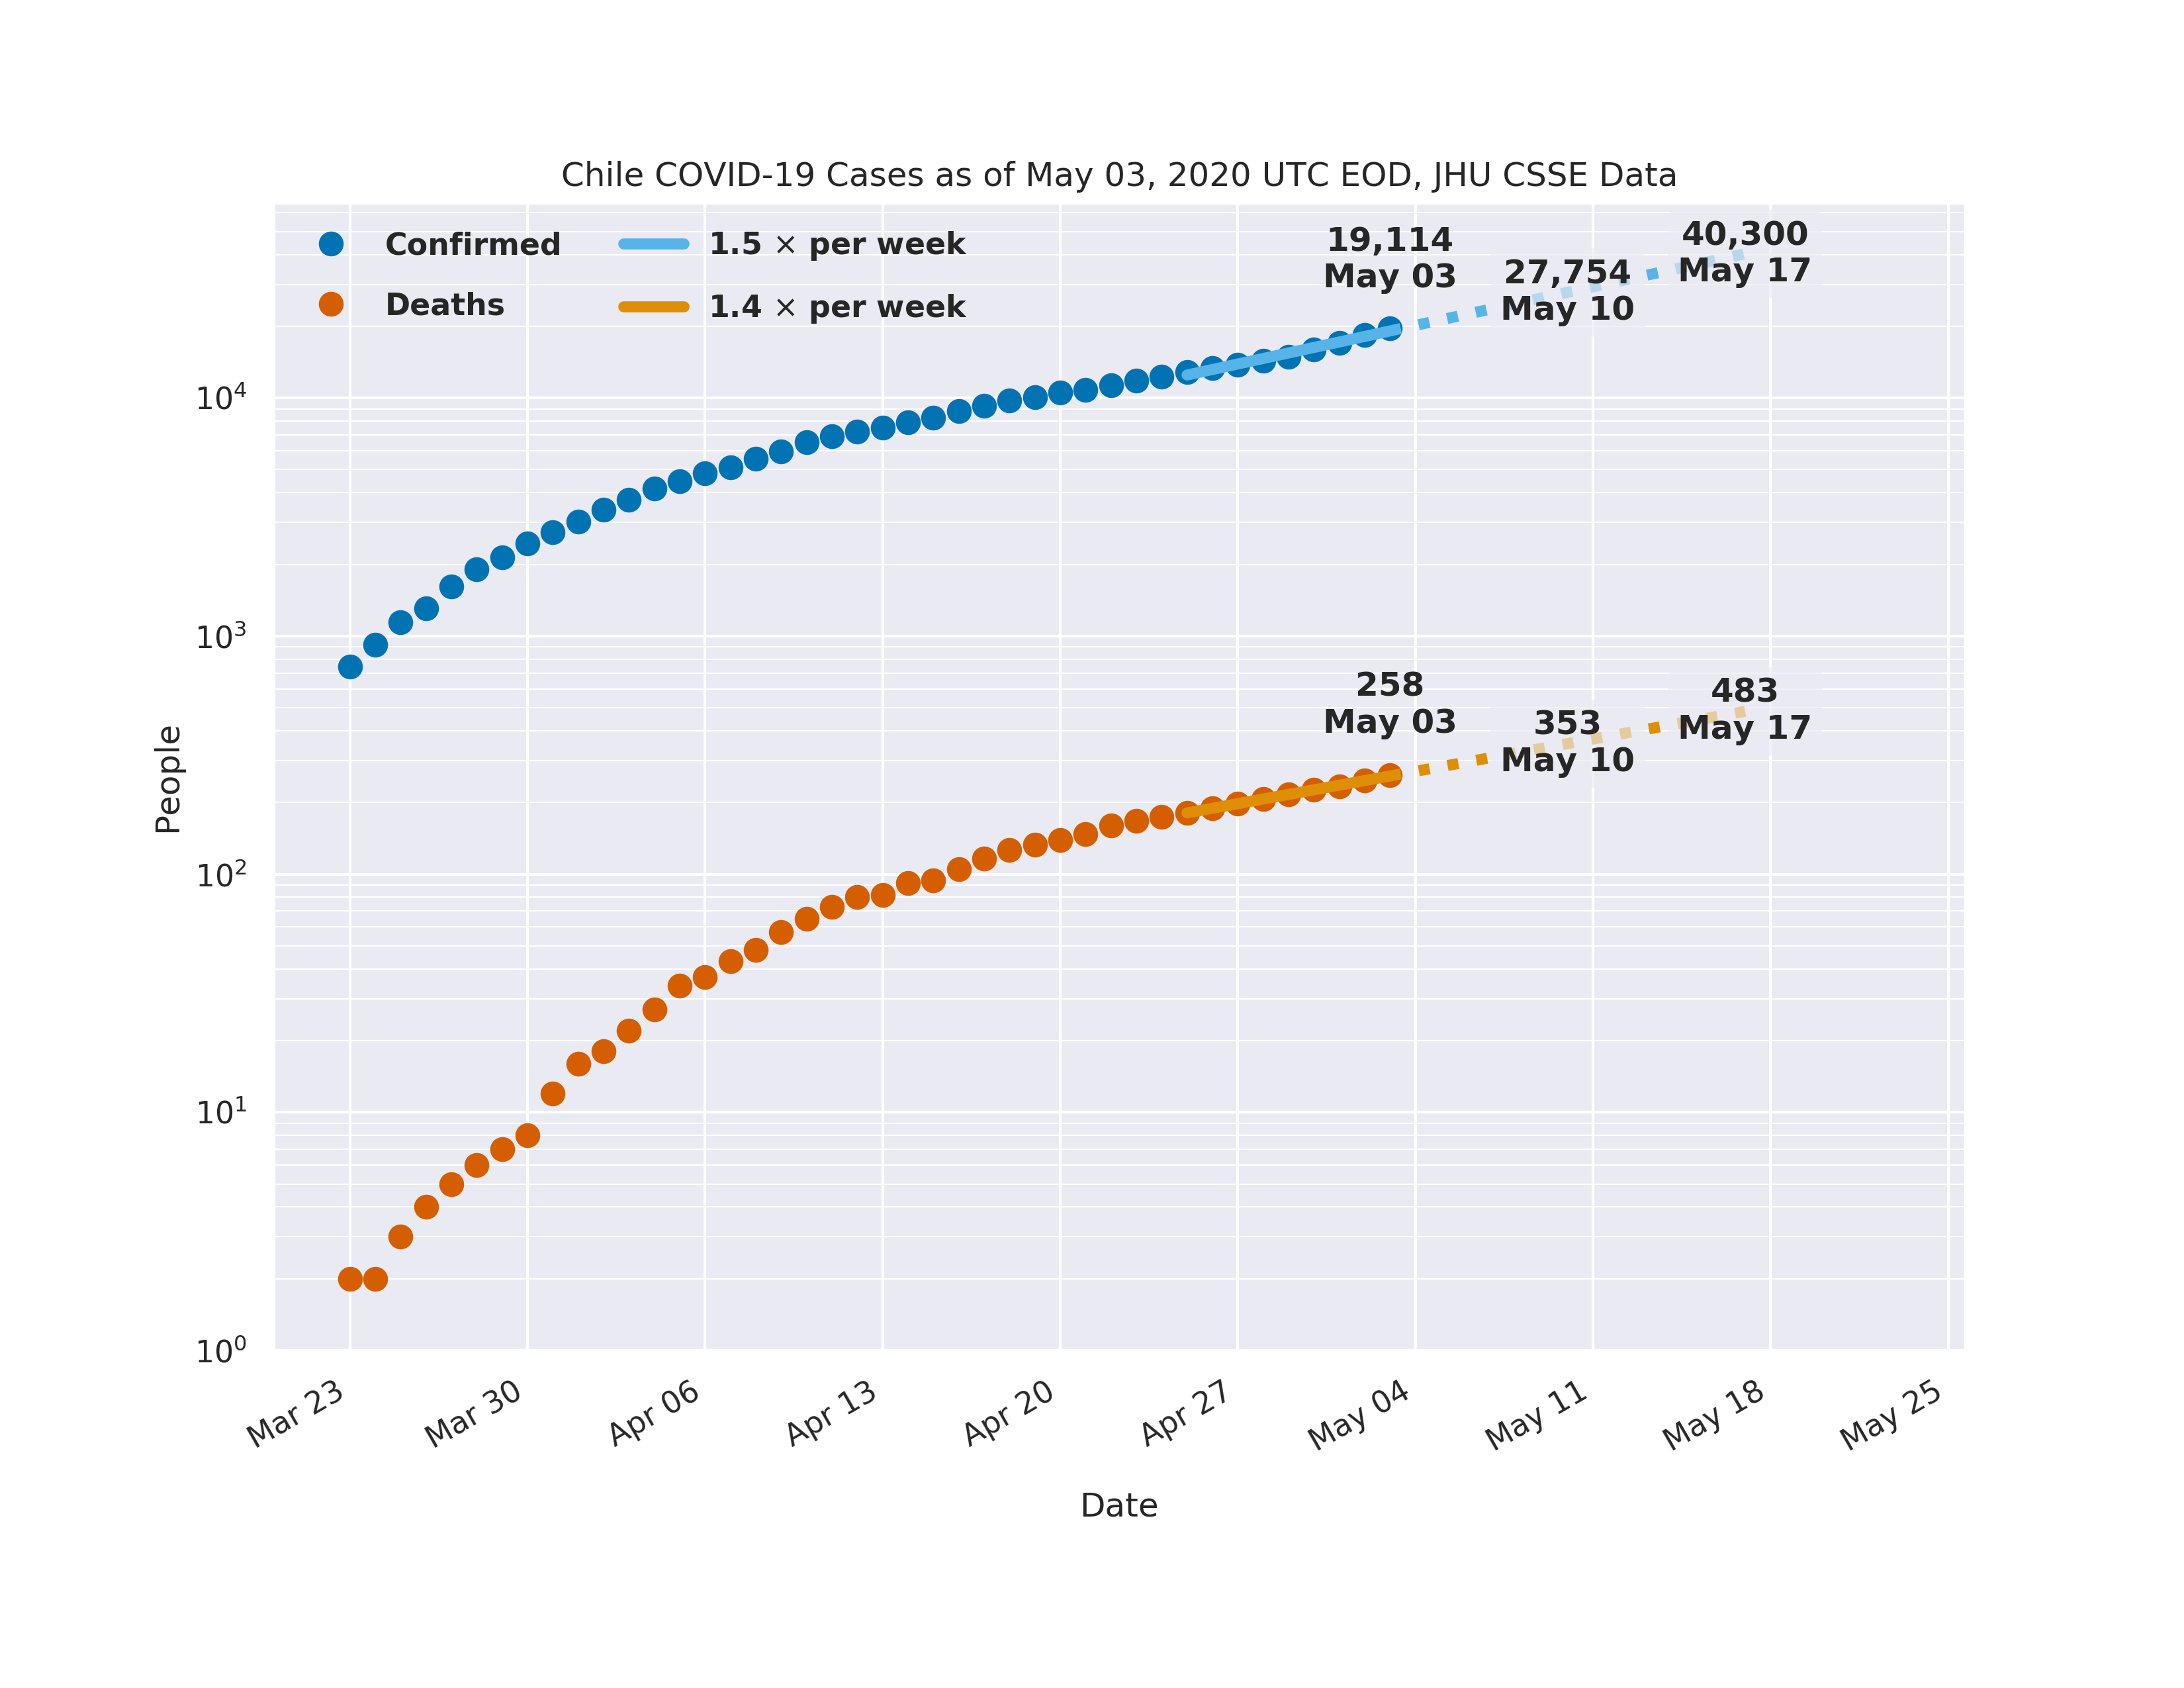 Chile COVID-19 Cases as of May 03, 2020 UTC EOD, JHU CSSE Data
Confirmed
Deaths
1.5 × per week
1.4 × per week
19,114
May 03
27,754
May 10
40,300
May 17
258
May 03
353
May 10
483
May 17
People
10⁴
10³
10²
10¹
10⁰
Mar 23
Mar 30
Apr 06
Apr 13
Apr 20
Apr 27
May 04
May 11
May 18
May 25
Date